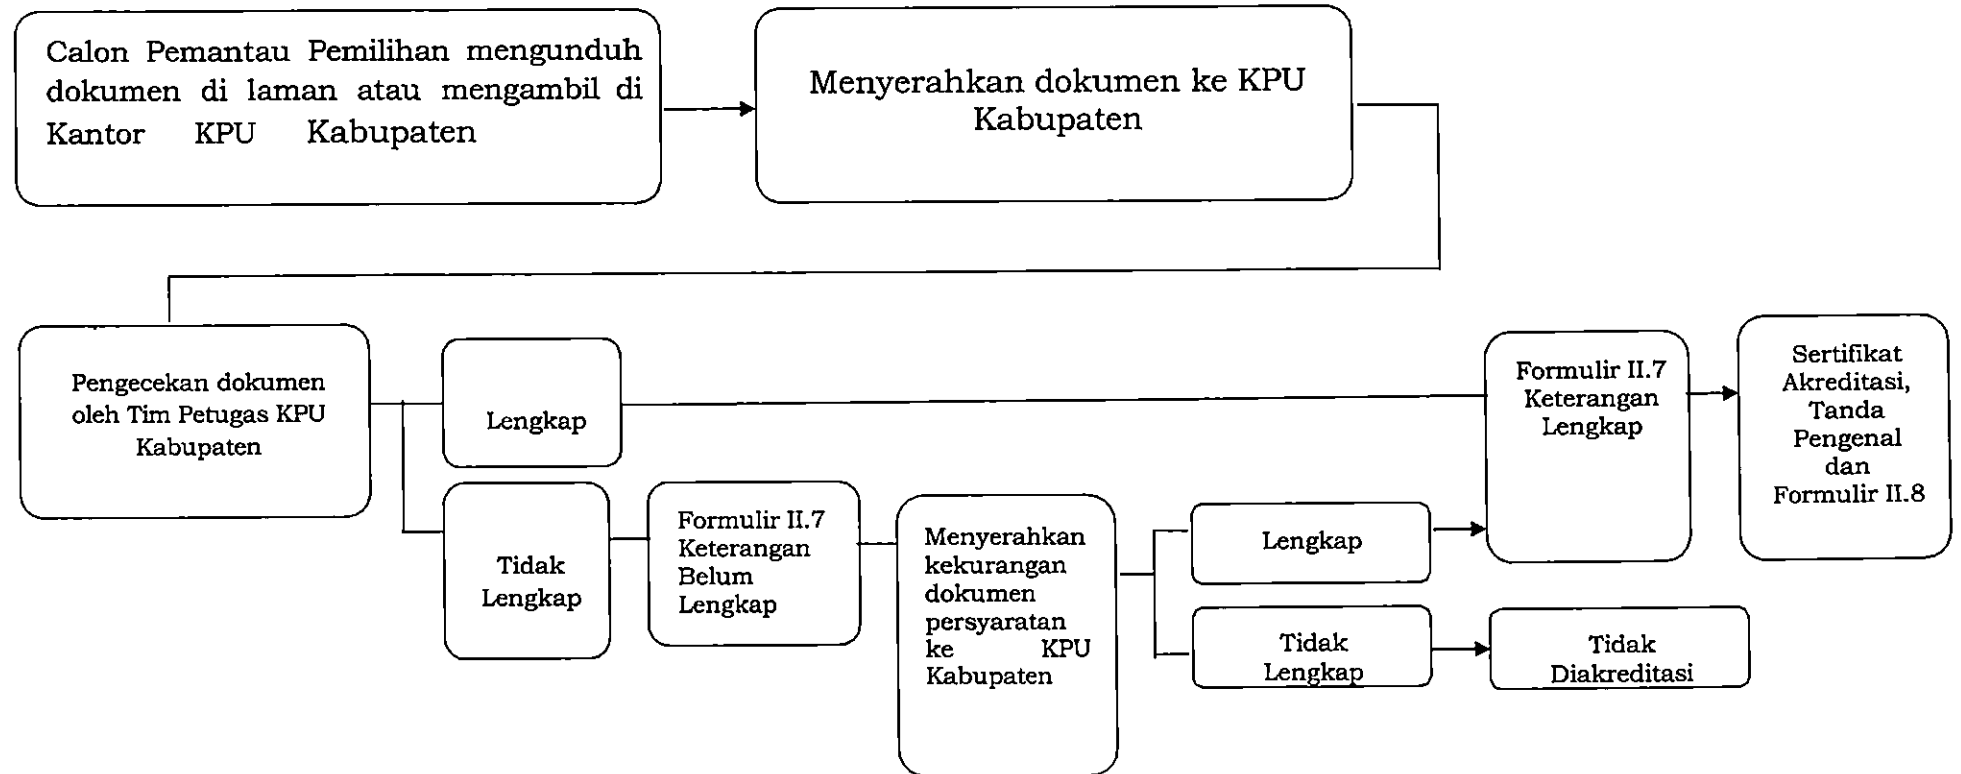 Calon Pemantau Pemilihan mengunduh
dokumen di laman atau mengambil di
Kantor KPU Kabupaten
Menyerahkan dokumen ke KPU
Kabupaten
Pengecekan dokumen
oleh Tim Petugas KPU
Kabupaten
Lengkap
Tidak
Lengkap
Formulir II.7
Keterangan
Belum
Lengkap
Menyerahkan
kekurangan
dokumen
persyaratan
ke KPU
Kabupaten
Lengkap
Tidak
Lengkap
Formulir II.7
Keterangan
Lengkap
Sertifikat
Akreditasi,
Tanda
Pengenal
dan
Formulir II.8
Tidak
Diakreditasi